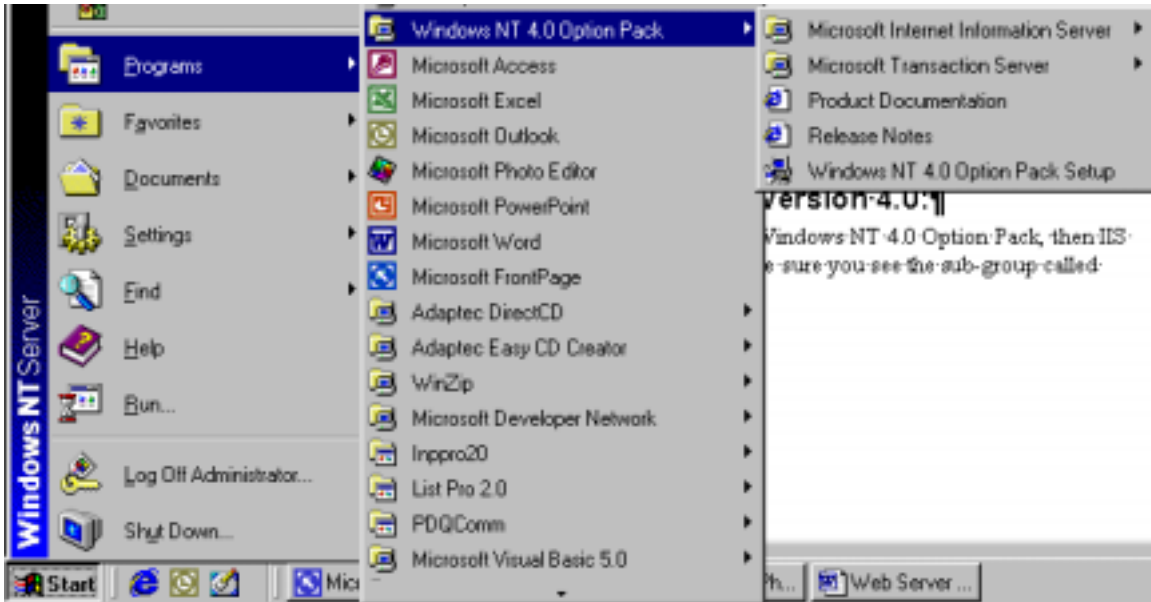 Windows NT Server
Programs
Favorites
Documents
Settings
Find
Help
Run...
Log Off Administrator...
Shut Down...
Windows NT 4.0 Option Pack
Microsoft Access
Microsoft Excel
Microsoft Outlook
Microsoft Photo Editor
Microsoft PowerPoint
Microsoft Word
Microsoft FrontPage
Adaptec DirectCD
Adaptec Easy CD Creator
WinZip
Microsoft Developer Network
Inppro20
List Pro 2.0
PDQComm
Microsoft Visual Basic 5.0
Microsoft Internet Information Server
Microsoft Transaction Server
Product Documentation
Release Notes
Windows NT 4.0 Option Pack Setup
Version·4.0:¶
Windows·NT·4.0·Option·Pack,·then·IIS·
e·sure·you·see·the·sub-group·called·
Start
Mic
Ph...
Web Server ...